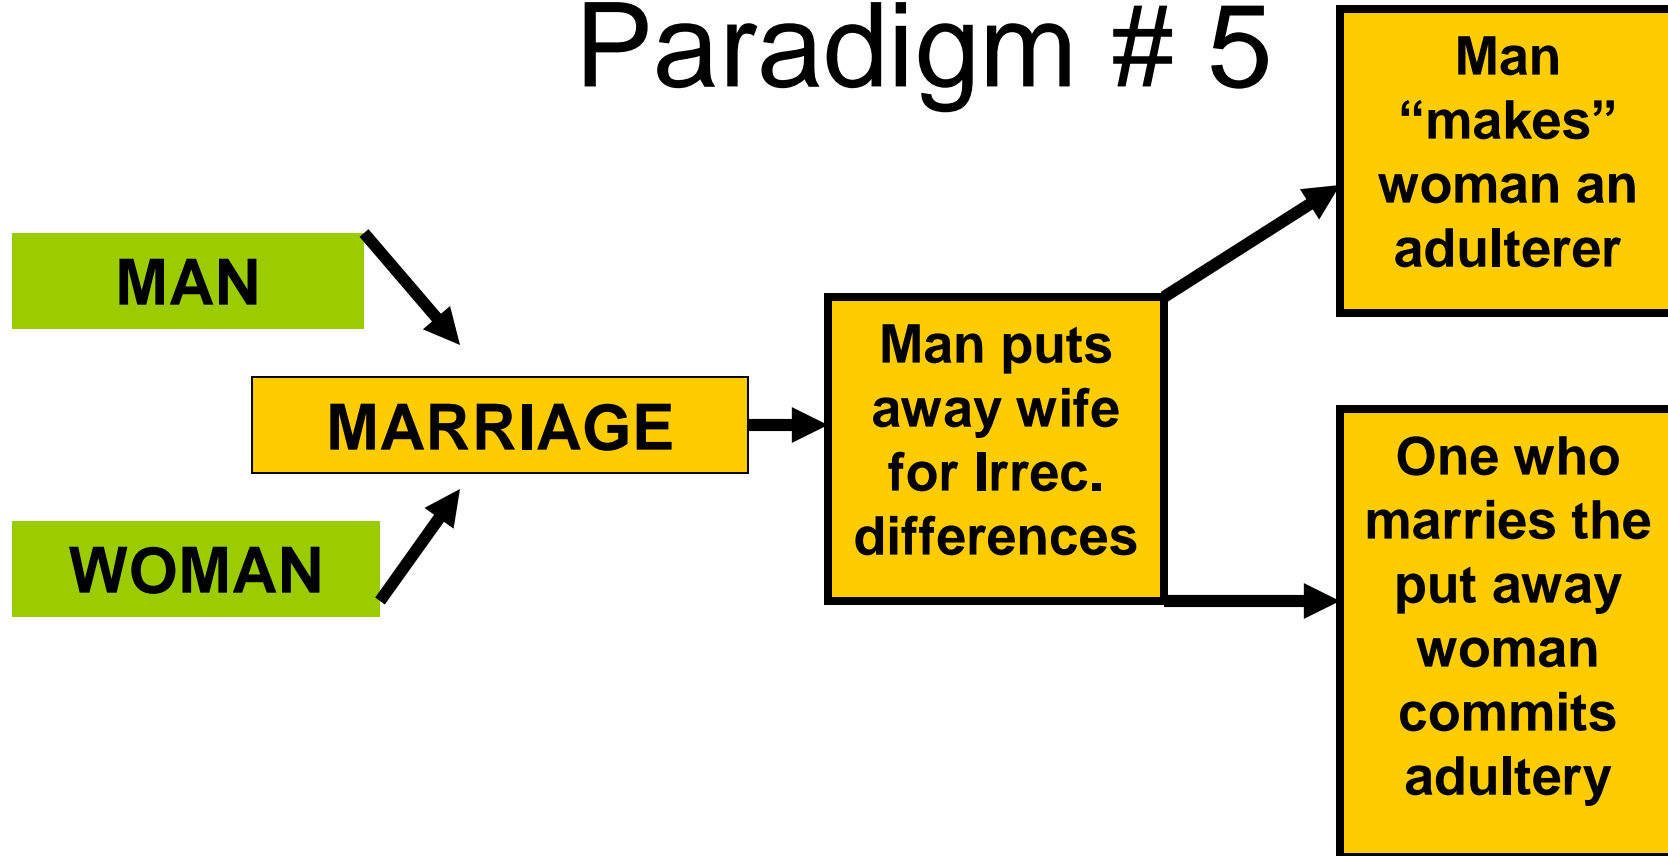 Paradigm # 5
MAN
WOMAN
MARRIAGE
Man puts
away wife
for Irrec.
differences
Man
“makes”
woman an
adulterer
One who
marries the
put away
woman
commits
adultery